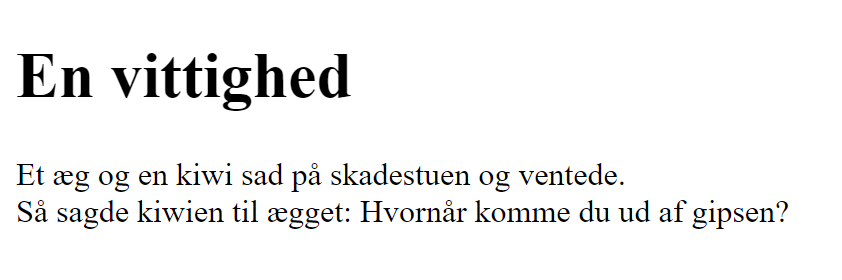 En vittighed
Et æg og en kiwi sad på skadestuen og ventede.
Så sagde kiwien til ægget: Hvornår komme du ud af gipsen?